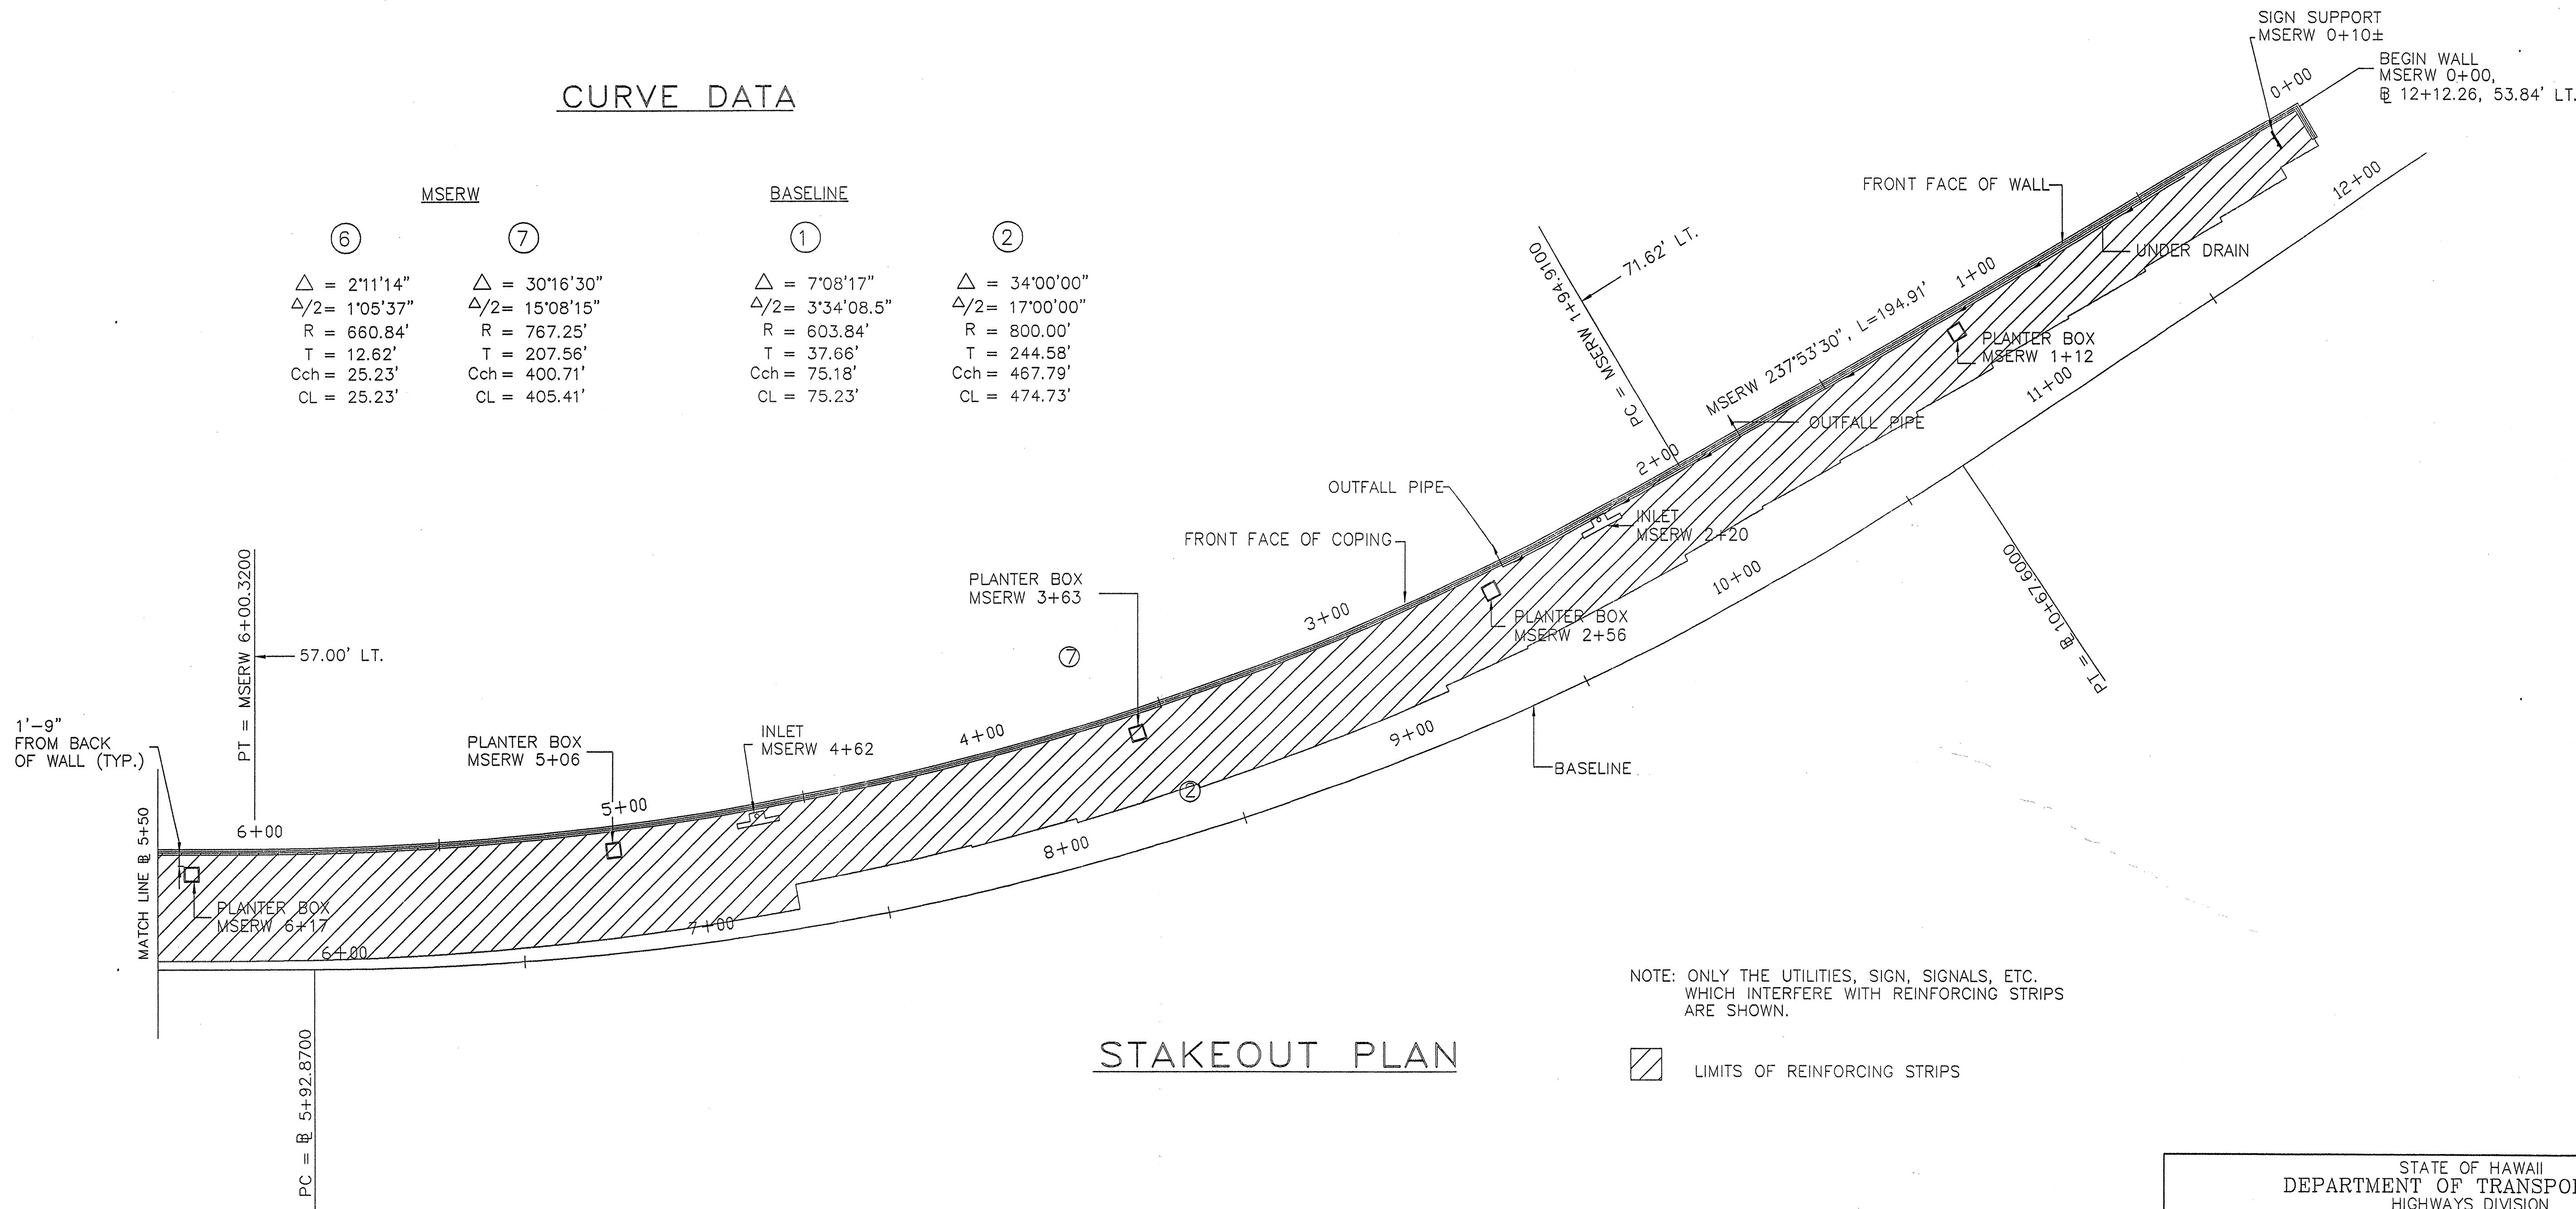 CURVE DATA
MSERW
BASELINE
6
7
1
2
△ = 2°11'14"
△/2= 1°05'37"
R = 660.84'
T = 12.62'
Cch = 25.23'
CL = 25.23'
△ = 30°16'30"
△/2= 15°08'15"
R = 767.25'
T = 207.56'
Cch = 400.71'
CL = 405.41'
△ = 7°08'17"
△/2= 3°34'08.5"
R = 603.84'
T = 37.66'
Cch = 75.18'
CL = 75.23'
△ = 34°00'00"
△/2= 17°00'00"
R = 800.00'
T = 244.58'
Cch = 467.79'
CL = 474.73'
SIGN SUPPORT
MSERW 0+10±
BEGIN WALL
MSERW 0+00,
BL 12+12.26, 53.84' LT.
0+00
12+00
FRONT FACE OF WALL
UNDER DRAIN
1+00
PLANTER BOX
MSERW 1+12
11+00
MSERW 237°53'30", L=194.91'
71.62' LT.
PC = MSERW 1+94.9100
OUTFALL PIPE
2+00
OUTFALL PIPE
INLET
MSERW 2+20
FRONT FACE OF COPING
10+00
PT = BL 10+67.6000
PLANTER BOX
MSERW 2+56
PLANTER BOX
MSERW 3+63
3+00
7
9+00
BASELINE
2
4+00
8+00
INLET
MSERW 4+62
PLANTER BOX
MSERW 5+06
5+00
7+00
57.00' LT.
PT = MSERW 6+00.3200
6+00
1'-9"
FROM BACK
OF WALL (TYP.)
MATCH LINE BL 5+50
PLANTER BOX
MSERW 6+17
6+00
PC = BL 5+92.8700
NOTE: ONLY THE UTILITIES, SIGN, SIGNALS, ETC.
WHICH INTERFERE WITH REINFORCING STRIPS
ARE SHOWN.
LIMITS OF REINFORCING STRIPS
STAKEOUT PLAN
STATE OF HAWAII
DEPARTMENT OF TRANSPO
HIGHWAYS DIVISION